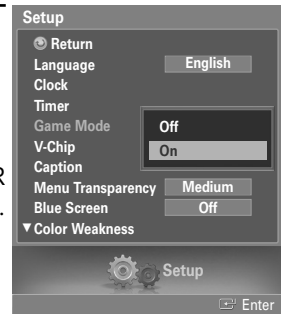 Setup
Return
Language English
Clock
Timer
Game Mode Off
V-Chip On
Caption
Menu Transparency Medium
Blue Screen Off
▼Color Weakness
R
.
Setup
Enter